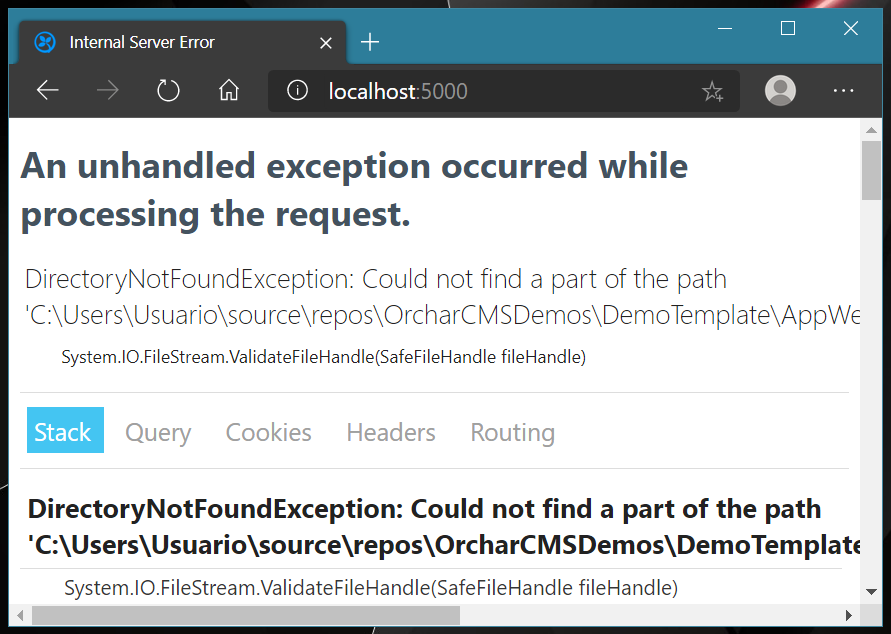 Internal Server Error
localhost:5000
An unhandled exception occurred while
processing the request.
DirectoryNotFoundException: Could not find a part of the path
'C:\Users\Usuario\source\repos\OrcharCMSDemos\DemoTemplate\AppWe
System.IO.FileStream.ValidateFileHandle(SafeFileHandle fileHandle)
Stack Query Cookies Headers Routing
DirectoryNotFoundException: Could not find a part of the path
'C:\Users\Usuario\source\repos\OrcharCMSDemos\DemoTemplate
System.IO.FileStream.ValidateFileHandle(SafeFileHandle fileHandle)